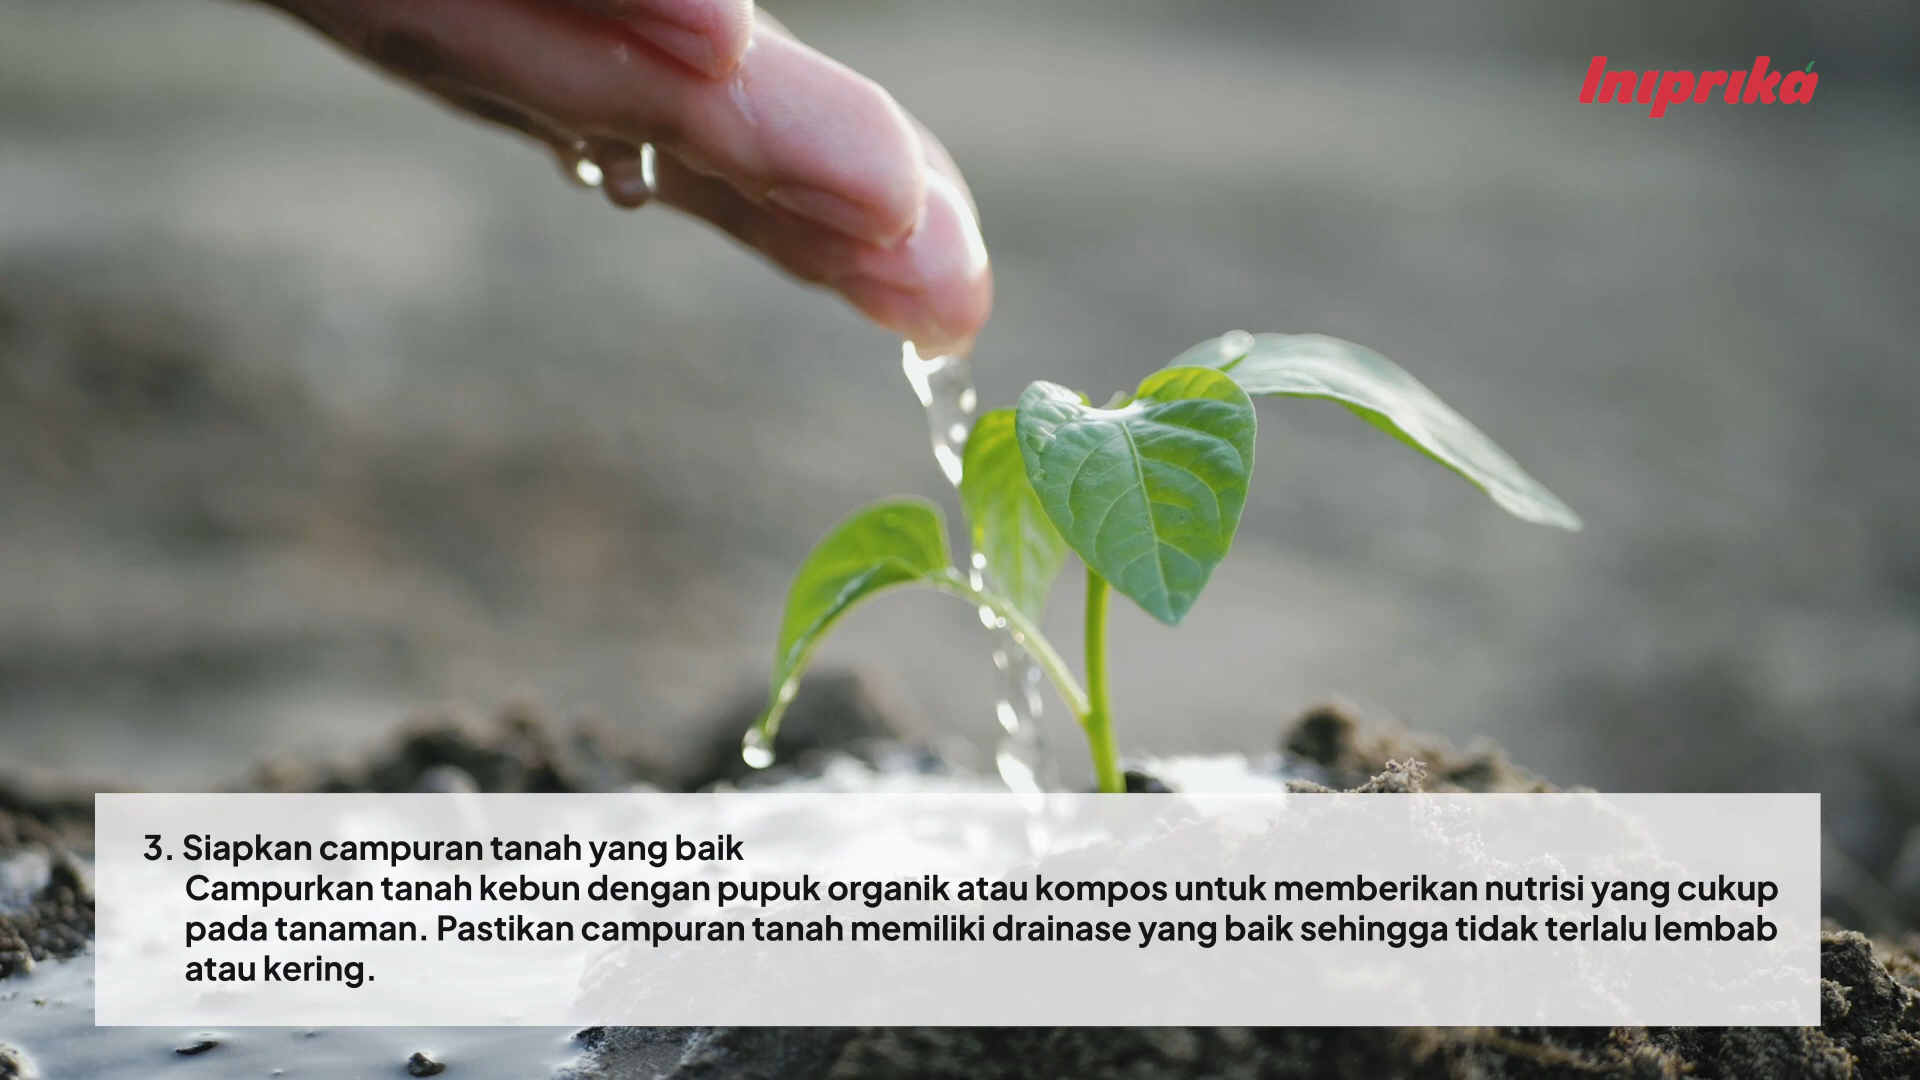 Iniprika
3. Siapkan campuran tanah yang baik
Campurkan tanah kebun dengan pupuk organik atau kompos untuk memberikan nutrisi yang cukup
pada tanaman. Pastikan campuran tanah memiliki drainase yang baik sehingga tidak terlalu lembab
atau kering.